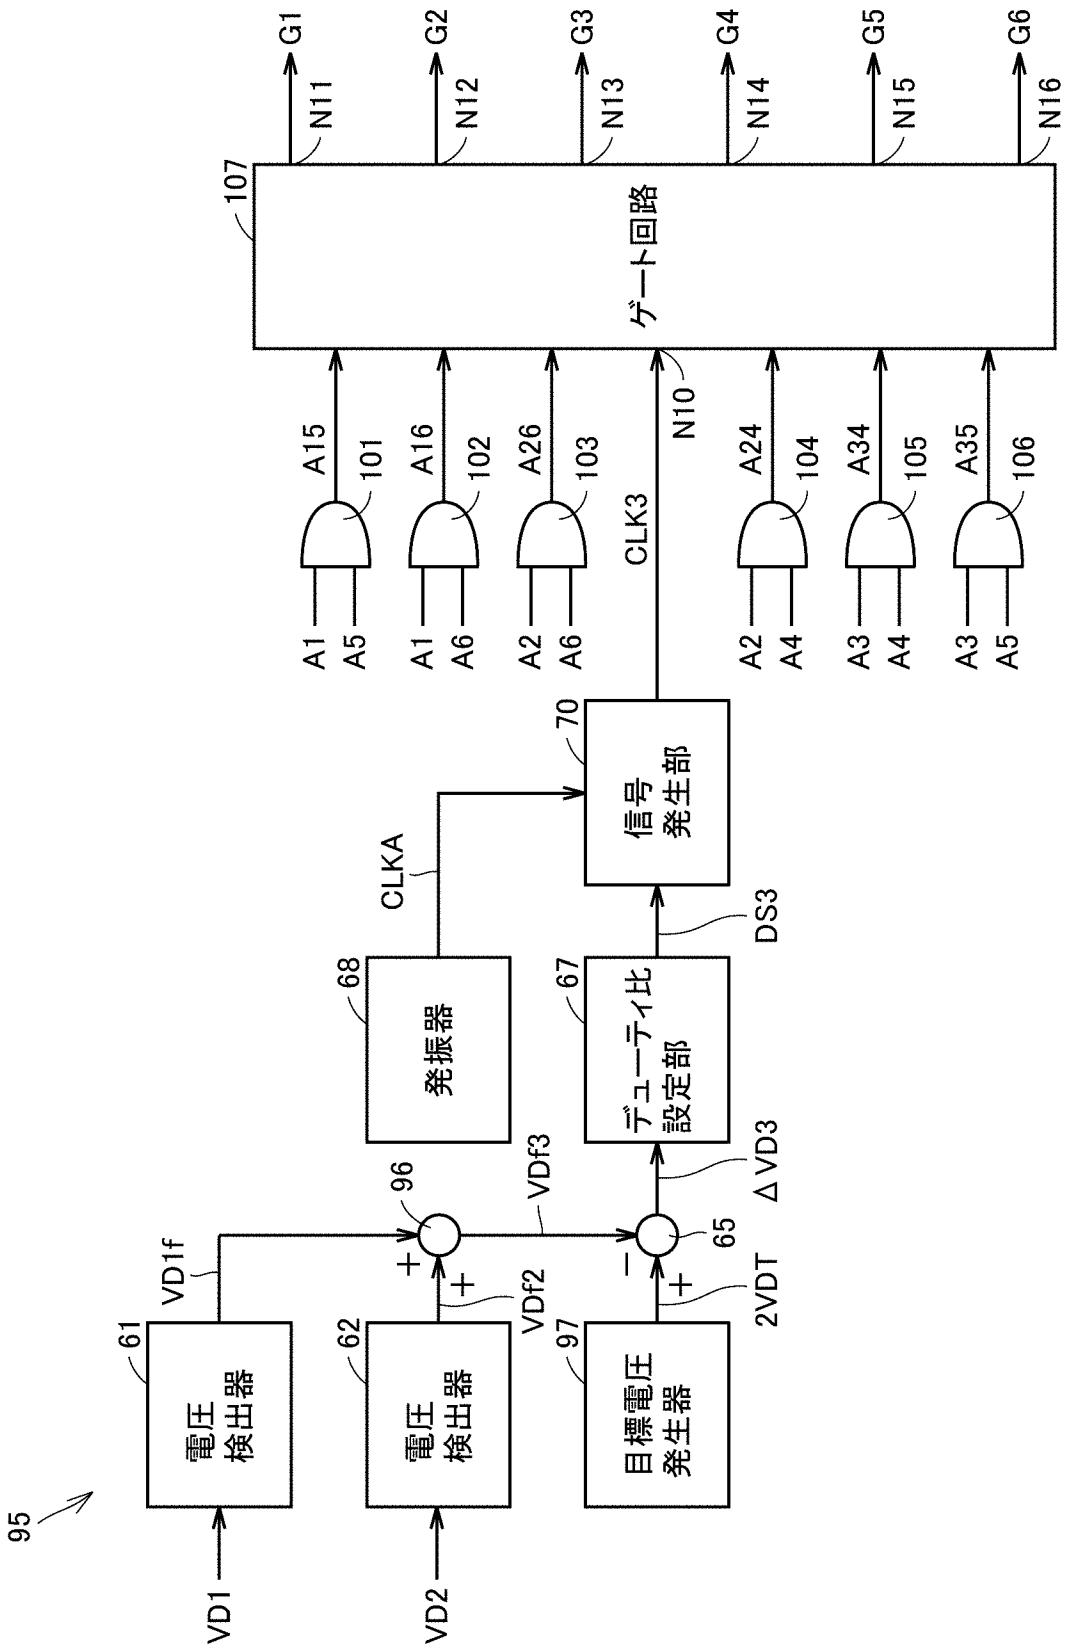 95
VD1
61
電圧
検出器
VD1f
VD2
62
電圧
検出器
VDf2
+
+
96
VDf3
97
目標電圧
発生器
2VDT
+
−
65
△VD3
67
デューティ比
設定部
DS3
68
発振器
CLKA
70
信号
発生部
CLK3
N10
A1
A5
101
A15
A1
A6
102
A16
A2
A6
103
A26
A2
A4
104
A24
A3
A4
105
A34
A3
A5
106
A35
107
ゲート回路
N11
G1
N12
G2
N13
G3
N14
G4
N15
G5
N16
G6